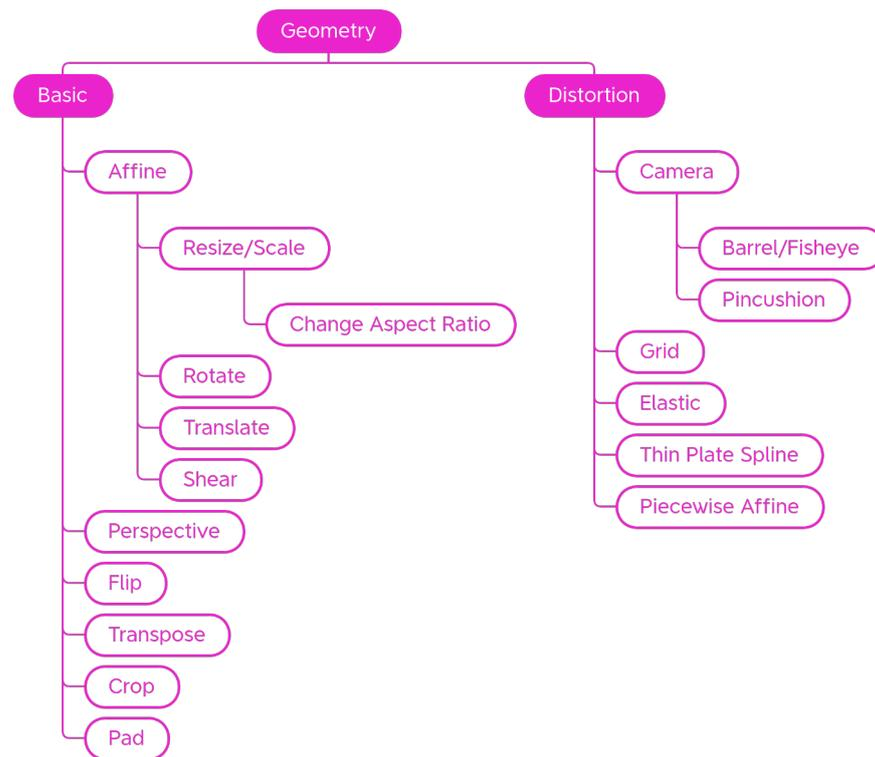 Geometry
Basic
Affine
Resize/Scale
Change Aspect Ratio
Rotate
Translate
Shear
Perspective
Flip
Transpose
Crop
Pad
Distortion
Camera
Barrel/Fisheye
Pincushion
Grid
Elastic
Thin Plate Spline
Piecewise Affine